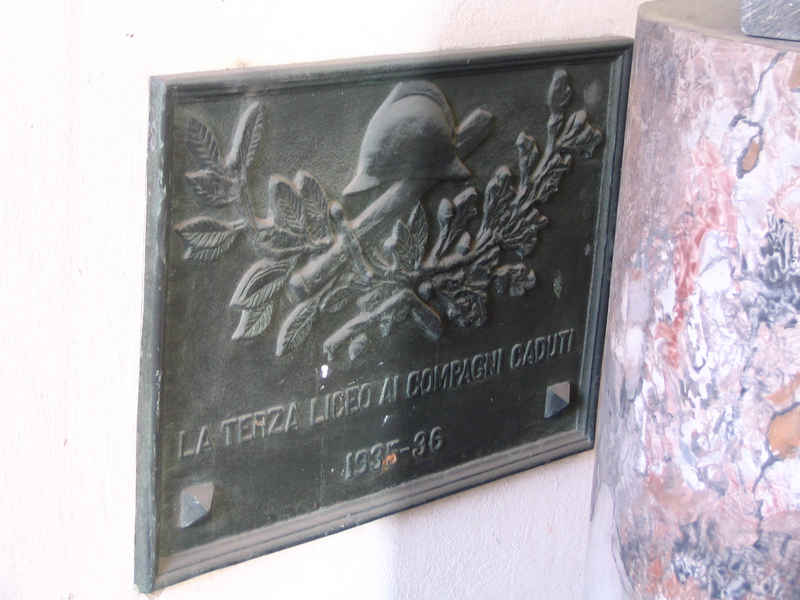 LA TERZA LICEO AI COMPAGNI CADUTI
1935-36